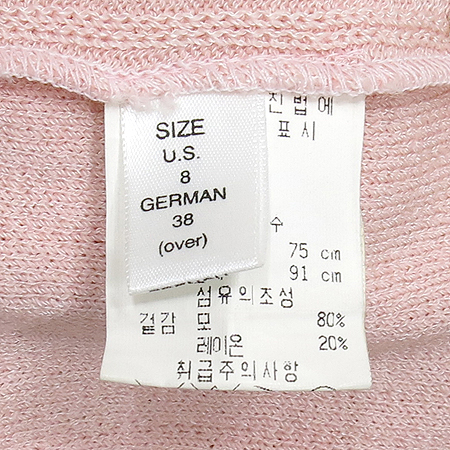 SIZE
U.S.
8
GERMAN
38
(over)
진법에
표시
수
75 cm
91 cm
섬유의조성
겉감 모 80%
레이온 20%
취급주의사항